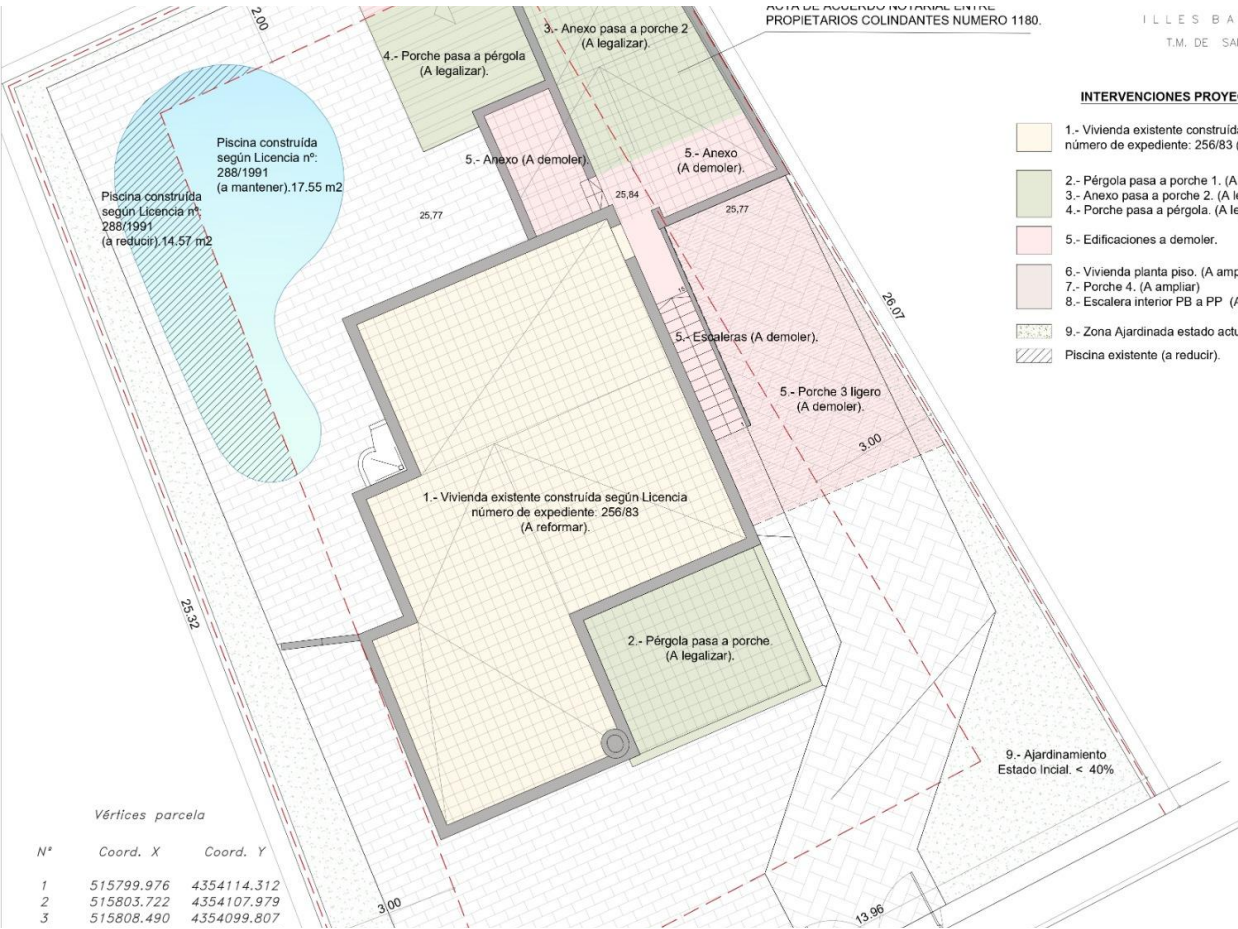 ACTA DE ACUERDO NOTARIAL ENTRE
PROPIETARIOS COLINDANTES NUMERO 1180.
ILLES BA
T.M. DE SA
2.00
3.- Anexo pasa a porche 2
(A legalizar).
4.- Porche pasa a pérgola
(A legalizar).
INTERVENCIONES PROYE
1.- Vivienda existente construída
número de expediente: 256/83 (
2.- Pérgola pasa a porche 1. (A
3.- Anexo pasa a porche 2. (A le
4.- Porche pasa a pérgola. (A le
5.- Edificaciones a demoler.
6.- Vivienda planta piso. (A amp
7.- Porche 4. (A ampliar)
8.- Escalera interior PB a PP (A
9.- Zona Ajardinada estado actu
Piscina existente (a reducir).
Piscina construída
según Licencia nº:
288/1991
(a mantener).17.55 m2
Piscina construída
según Licencia nº:
288/1991
(a reducir).14.57 m2
5.- Anexo (A demoler).
5.- Anexo
(A demoler).
25,84
25,77
25,77
26.07
5.- Escaleras (A demoler).
5.- Porche 3 ligero
(A demoler).
3.00
1.- Vivienda existente construída según Licencia
número de expediente: 256/83
(A reformar).
25.32
2.- Pérgola pasa a porche.
(A legalizar).
9.- Ajardinamiento
Estado Incial. < 40%
Vértices parcela
Nº Coord. X Coord. Y
1 515799.976 4354114.312
2 515803.722 4354107.979
3 515808.490 4354099.807
3.00
13.96